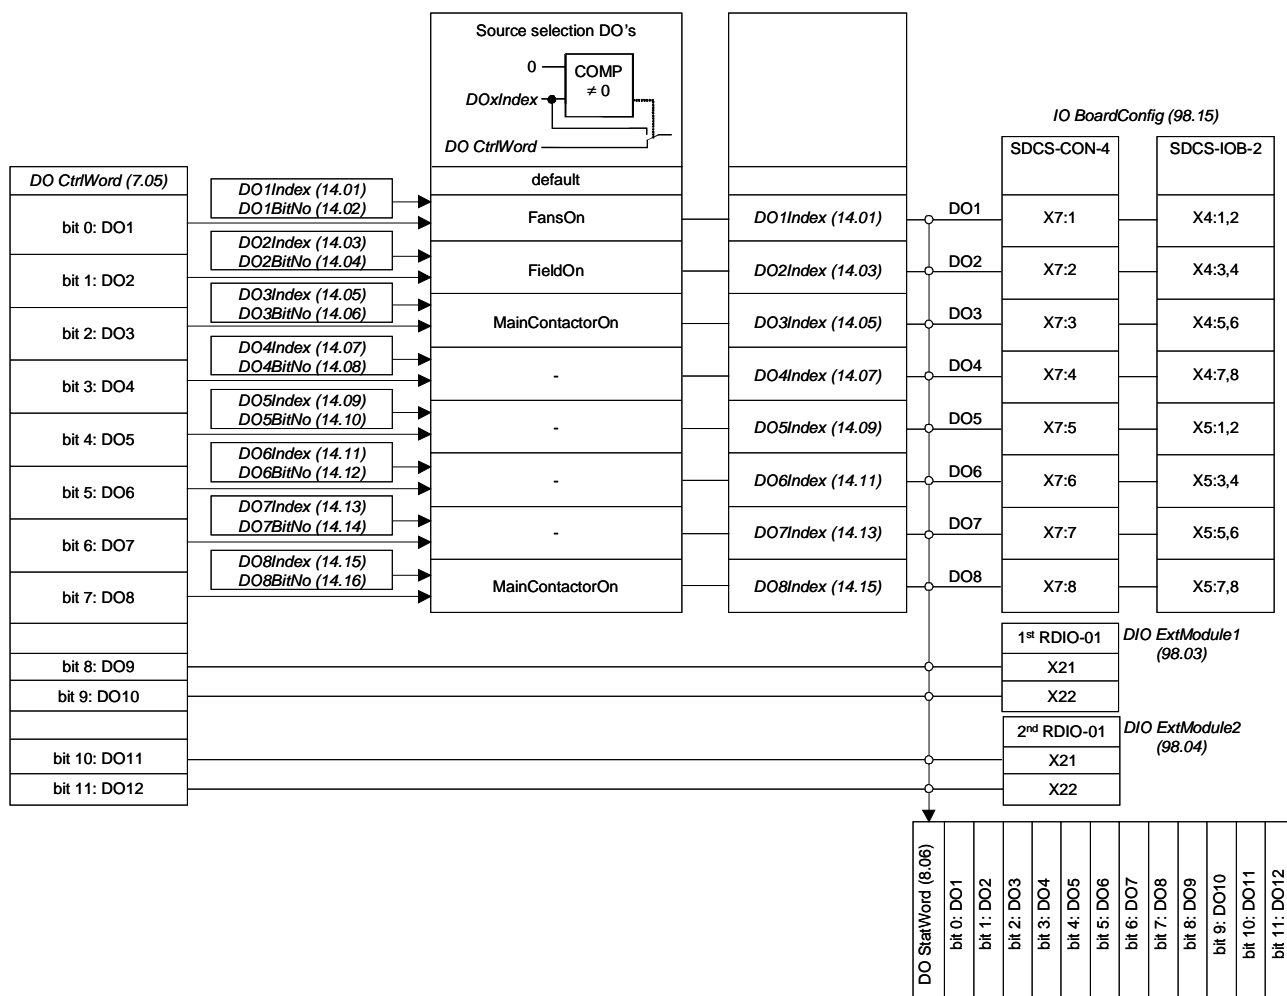 Source selection DO's
0
COMP
≠ 0
DOxIndex
DO CtrlWord
IO BoardConfig (98.15)
SDCS-CON-4
SDCS-IOB-2
DO CtrlWord (7.05)
default
DO1Index (14.01)
DO1BitNo (14.02)
bit 0: DO1
FansOn
DO1Index (14.01)
DO1
X7:1
X4:1,2
DO2Index (14.03)
DO2BitNo (14.04)
bit 1: DO2
FieldOn
DO2Index (14.03)
DO2
X7:2
X4:3,4
DO3Index (14.05)
DO3BitNo (14.06)
bit 2: DO3
MainContactorOn
DO3Index (14.05)
DO3
X7:3
X4:5,6
DO4Index (14.07)
DO4BitNo (14.08)
bit 3: DO4
-
DO4Index (14.07)
DO4
X7:4
X4:7,8
DO5Index (14.09)
DO5BitNo (14.10)
bit 4: DO5
-
DO5Index (14.09)
DO5
X7:5
X5:1,2
DO6Index (14.11)
DO6BitNo (14.12)
bit 5: DO6
-
DO6Index (14.11)
DO6
X7:6
X5:3,4
DO7Index (14.13)
DO7BitNo (14.14)
bit 6: DO7
-
DO7Index (14.13)
DO7
X7:7
X5:5,6
DO8Index (14.15)
DO8BitNo (14.16)
bit 7: DO8
MainContactorOn
DO8Index (14.15)
DO8
X7:8
X5:7,8
1st RDIO-01
DIO ExtModule1
(98.03)
bit 8: DO9
X21
bit 9: DO10
X22
2nd RDIO-01
DIO ExtModule2
(98.04)
bit 10: DO11
X21
bit 11: DO12
X22
DO StatWord (8.06)
bit 0: DO1
bit 1: DO2
bit 2: DO3
bit 3: DO4
bit 4: DO5
bit 5: DO6
bit 6: DO7
bit 7: DO8
bit 8: DO9
bit 9: DO10
bit 10: DO11
bit 11: DO12